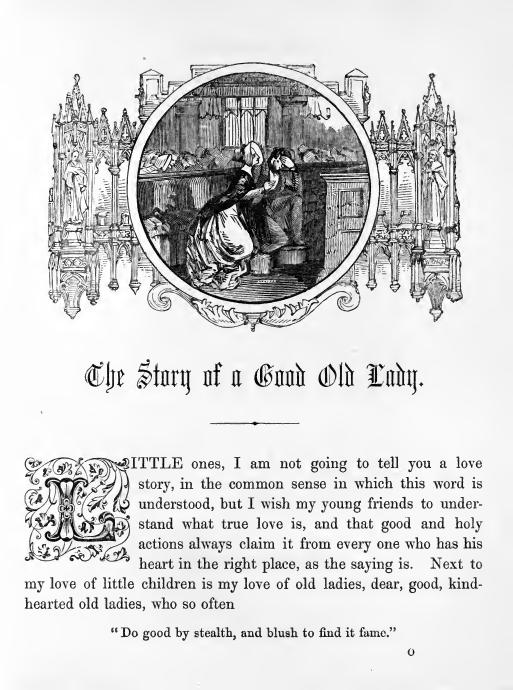 The Story of a Good Old Lady.
LITTLE ones, I am not going to tell you a love
story, in the common sense in which this word is
understood, but I wish my young friends to under-
stand what true love is, and that good and holy
actions always claim it from every one who has his
heart in the right place, as the saying is. Next to
my love of little children is my love of old ladies, dear, good, kind-
hearted old ladies, who so often
"Do good by stealth, and blush to find it fame."
O